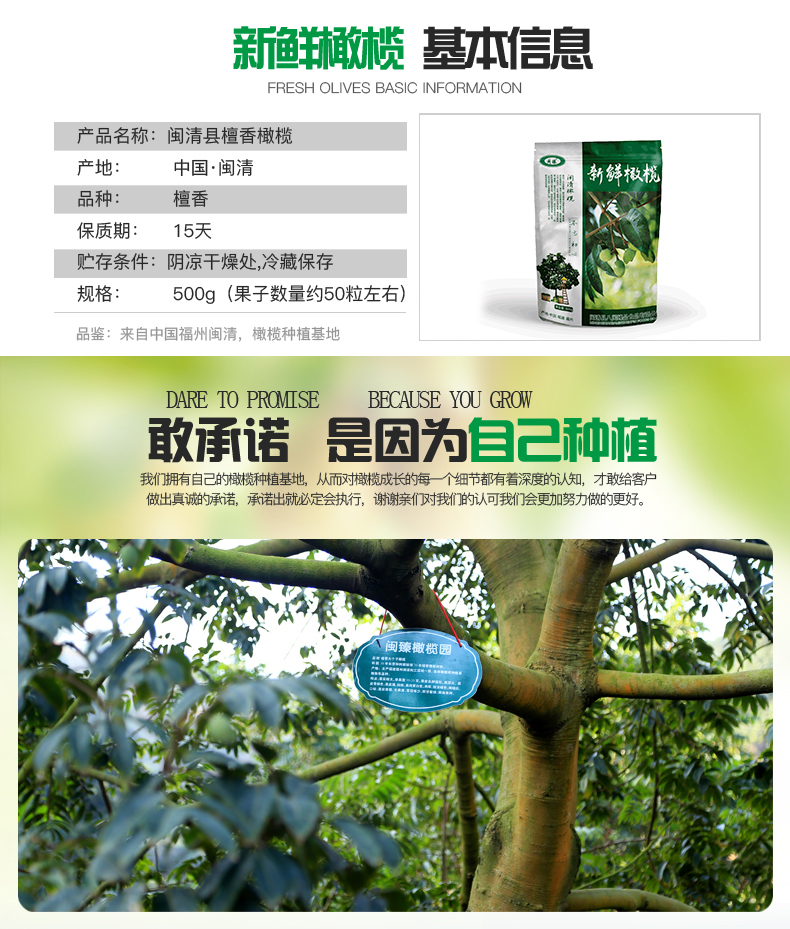 新鲜橄榄 基本信息
FRESH OLIVES BASIC INFORMATION
产品名称：闽清县檀香橄榄
产地： 中国·闽清
品种： 檀香
保质期： 15天
贮存条件：阴凉干燥处,冷藏保存
规格： 500g（果子数量约50粒左右）
品鉴：来自中国福州闽清，橄榄种植基地
新鲜橄榄
闽清橄榄
DARE TO PROMISE BECAUSE YOU GROW
敢承诺 是因为自己种植
我们拥有自己的橄榄种植基地，从而对橄榄成长的每一个细节都有着深度的认知，才敢给客户
做出真诚的承诺，承诺出就必定会执行，谢谢亲们对我们的认可我们会更加努力做的更好。
闽臻橄榄园